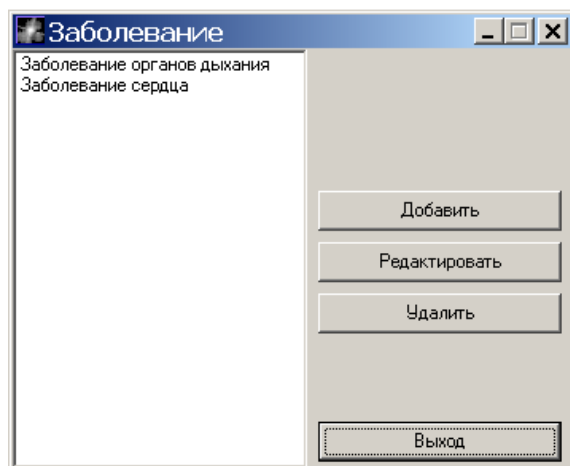 Заболевание
Заболевание органов дыхания
Заболевание сердца
Добавить
Редактировать
Удалить
Выход